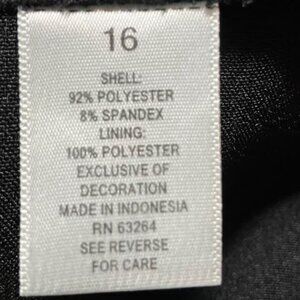 16
SHELL:
92% POLYESTER
8% SPANDEX
LINING:
100% POLYESTER
EXCLUSIVE OF
DECORATION
MADE IN INDONESIA
RN 63264
SEE REVERSE
FOR CARE